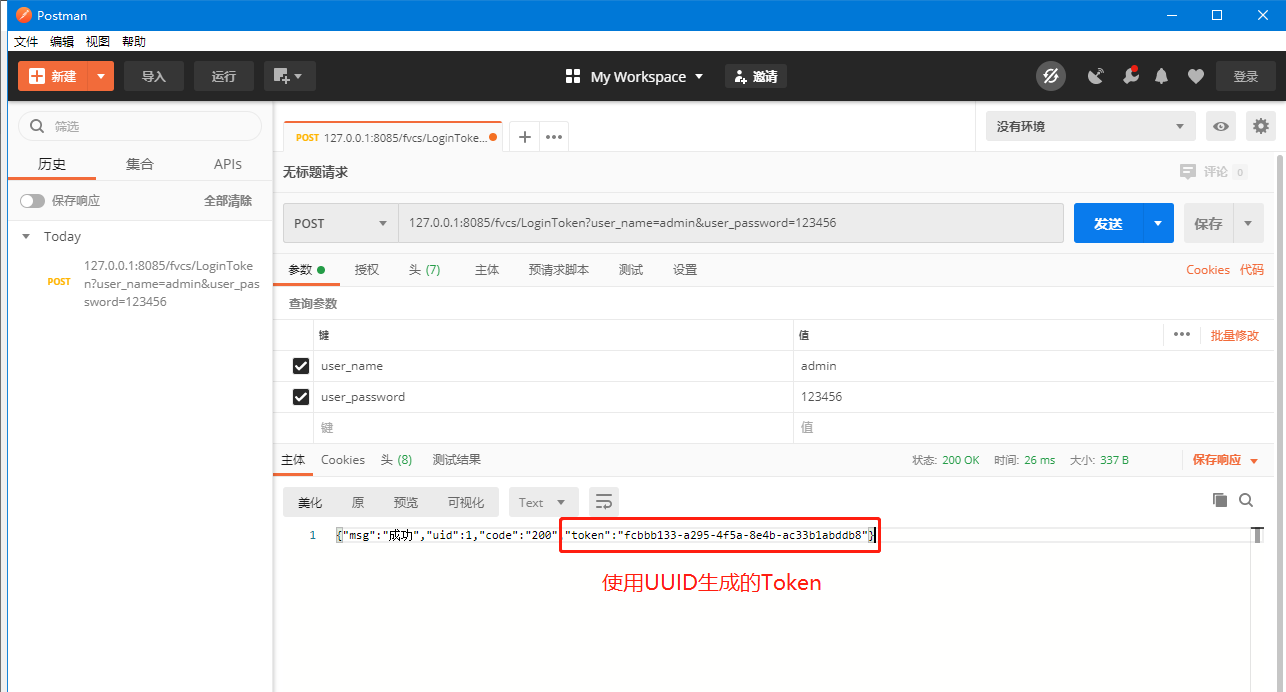 Postman
文件 编辑 视图 帮助
新建 导入 运行 My Workspace 邀请 登录
筛选
历史 集合 APIs
保存响应 全部清除
Today
POST 127.0.0.1:8085/fvcs/LoginToke
n?user_name=admin&user_pas
sword=123456
POST 127.0.0.1:8085/fvcs/LoginToke... + •••
没有环境
无标题请求 评论 0
POST 127.0.0.1:8085/fvcs/LoginToken?user_name=admin&user_password=123456 发送 保存
参数 授权 头 (7) 主体 预请求脚本 测试 设置 Cookies 代码
查询参数
键 值 ••• 批量修改
user_name admin
user_password 123456
键 值
主体 Cookies 头 (8) 测试结果 状态: 200 OK 时间: 26 ms 大小: 337 B 保存响应
美化 原 预览 可视化 Text
1 {"msg":"成功","uid":1,"code":"200","token":"fcbbb133-a295-4f5a-8e4b-ac33b1abddb8"}
使用UUID生成的Token